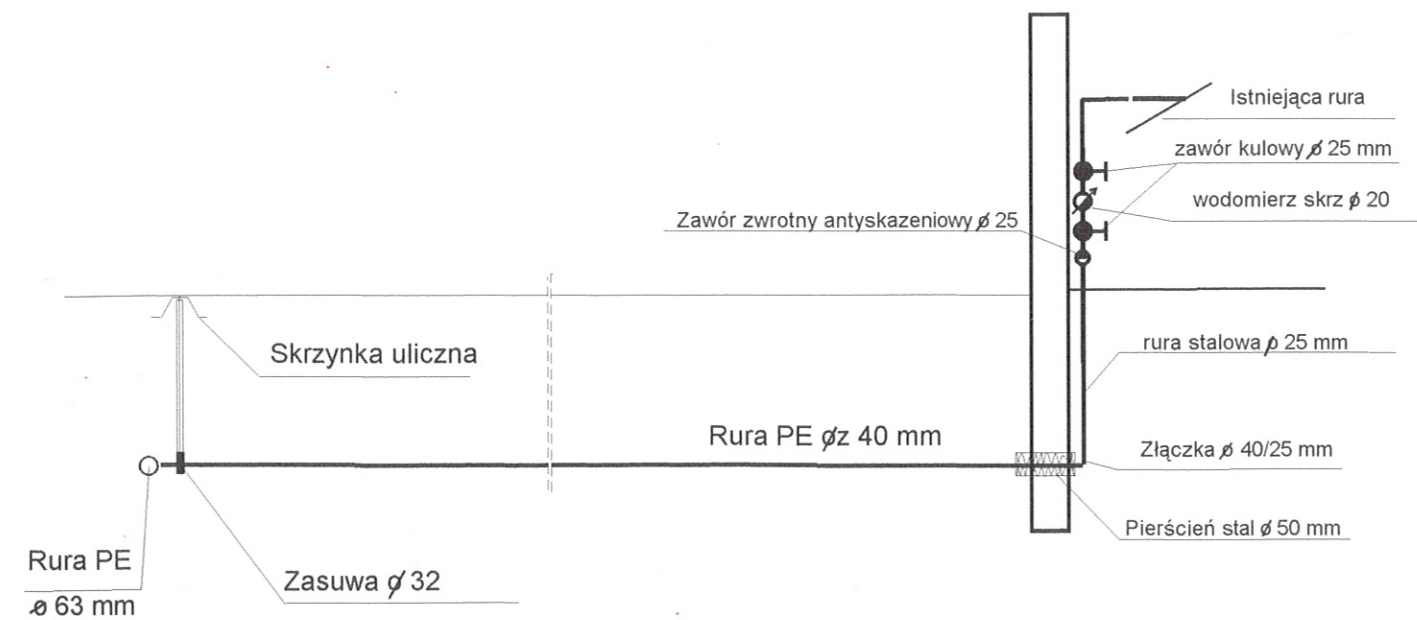 Istniejąca rura
zawór kulowy ø 25 mm
wodomierz skrz ø 20
Zawór zwrotny antyskazeniowy ø 25
Skrzynka uliczna
rura stalowa ø 25 mm
Rura PE øz 40 mm
Złączka ø 40/25 mm
Pierścień stal ø 50 mm
Rura PE
ø 63 mm
Zasuwa ø 32